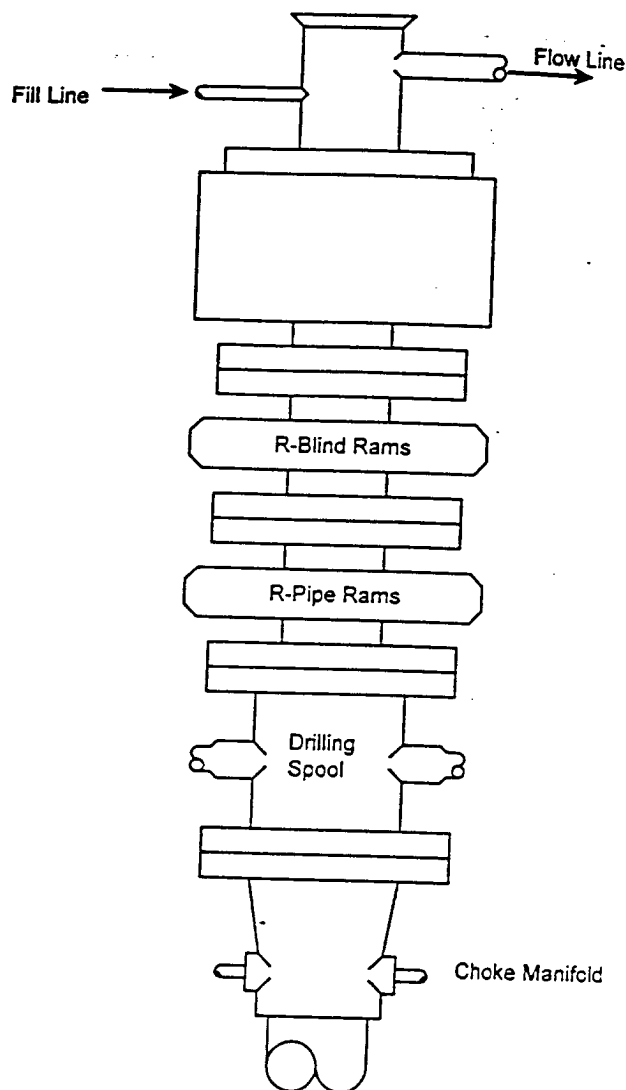 Flow Line
Fill Line
R-Blind Rams
R-Pipe Rams
Drilling
Spool
Choke Manifold